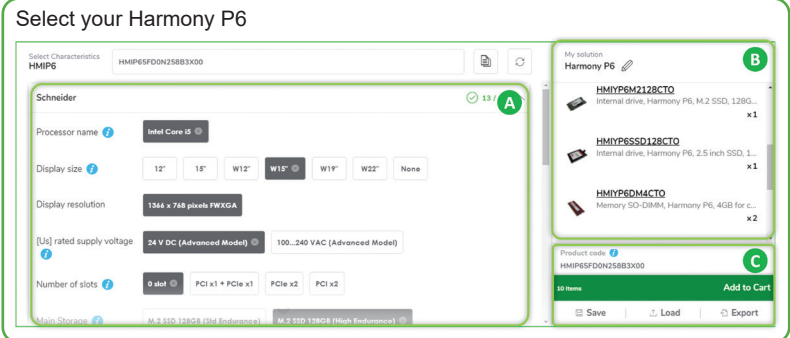 Select your Harmony P6
Select Characteristics
HMIP6
HMIP65FD0N258B3X00
Schneider
13 /
A
Processor name
Intel Core i5
Display size
12" 15" W12" W15" W19" W22" None
Display resolution
1366 x 768 pixels FWXGA
[Us] rated supply voltage
24 V DC (Advanced Model) 100...240 VAC (Advanced Model)
Number of slots
0 slot PCI x1 + PCIe x1 PCIe x2 PCI x2
Main Storage
M.2 SSD 128GB (Std Endurance) M.2 SSD 128GB (High Endurance)
My solution
Harmony P6
B
HMIYP6M2128CTO
Internal drive, Harmony P6, M.2 SSD, 128G...
x1
HMIYP6SSD128CTO
Internal drive, Harmony P6, 2.5 inch SSD, 1...
x1
HMIYP6DM4CTO
Memory SO-DIMM, Harmony P6, 4GB for c...
x2
Product code
HMIP65FD0N258B3X00
C
10 Items Add to Cart
Save Load Export